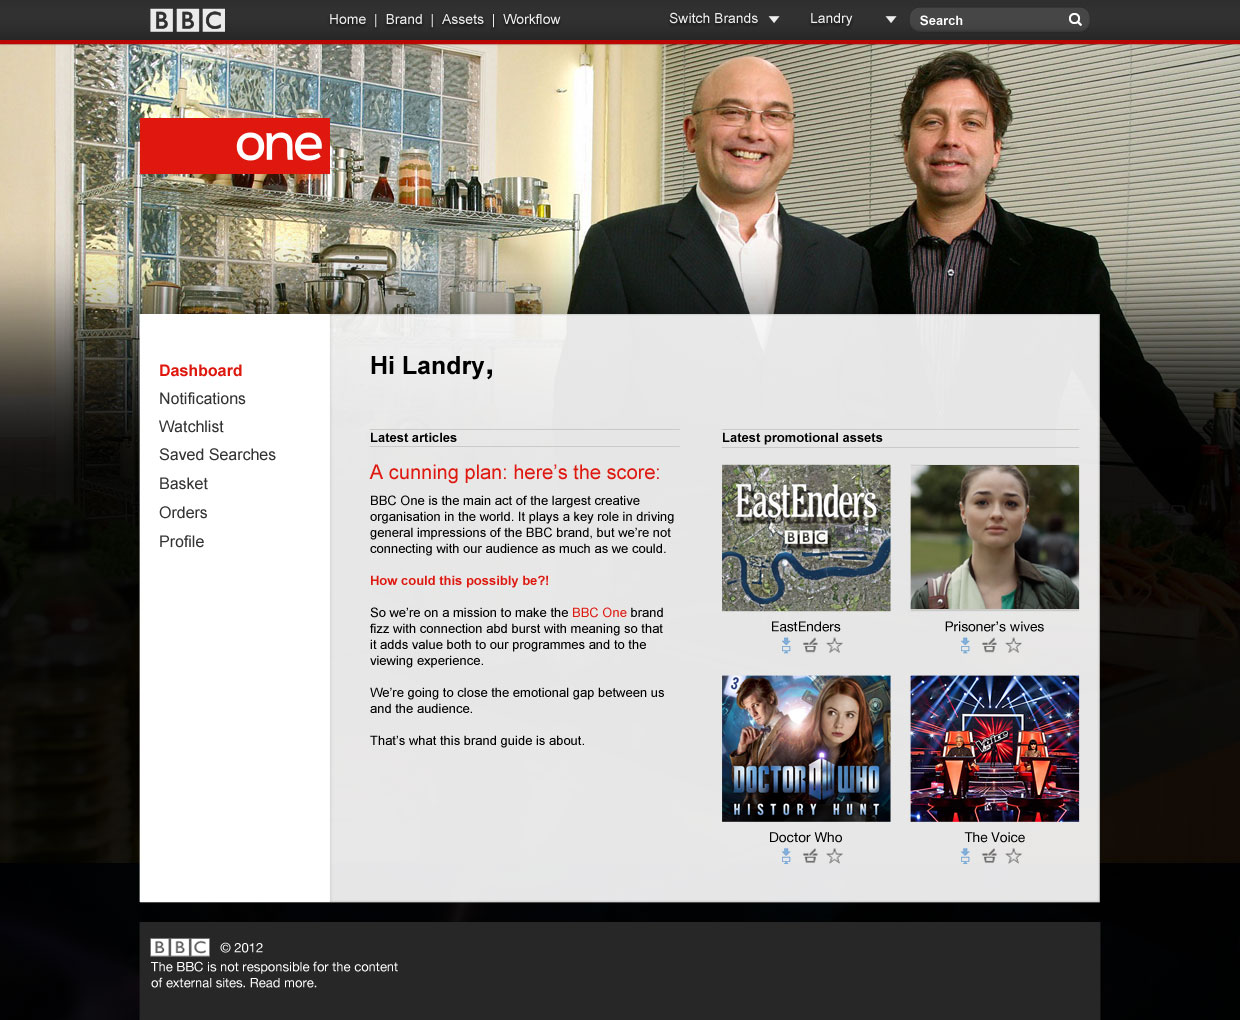 BBC
Home | Brand | Assets | Workflow
Switch Brands
Landry
Search
one
Dashboard
Notifications
Watchlist
Saved Searches
Basket
Orders
Profile
Hi Landry,
Latest articles
A cunning plan: here's the score:
BBC One is the main act of the largest creative
organisation in the world. It plays a key role in driving
general impressions of the BBC brand, but we're not
connecting with our audience as much as we could.
How could this possibly be?!
So we're on a mission to make the BBC One brand
fizz with connection abd burst with meaning so that
it adds value both to our programmes and to the
viewing experience.
We're going to close the emotional gap between us
and the audience.
That's what this brand guide is about.
Latest promotional assets
EastEnders
BBC
EastEnders
Prisoner's wives
3
DOCTOR WHO
HISTORY HUNT
Doctor Who
The Voice
The Voice
BBC © 2012
The BBC is not responsible for the content
of external sites. Read more.